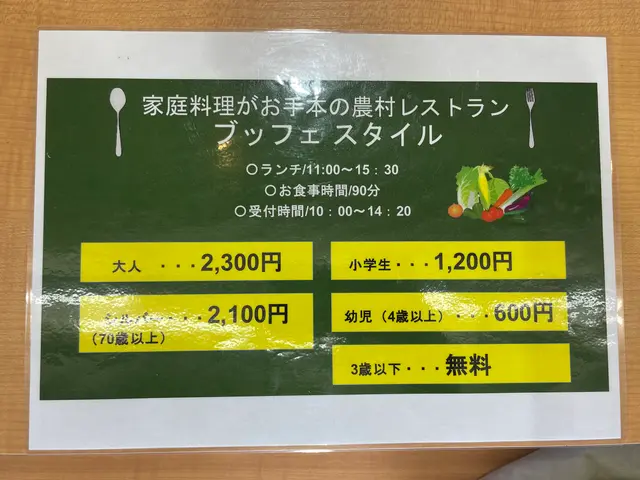 家庭料理がお手本の農村レストラン
ブッフェ スタイル
○ランチ/11:00～15：30
○お食事時間/90分
○受付時間/10：00～14：20
大人 ・・・2,300円
小学生・・・1,200円
シルバー・・・2,100円
(70歳以上)
幼児（4歳以上）・・・600円
3歳以下・・・無料